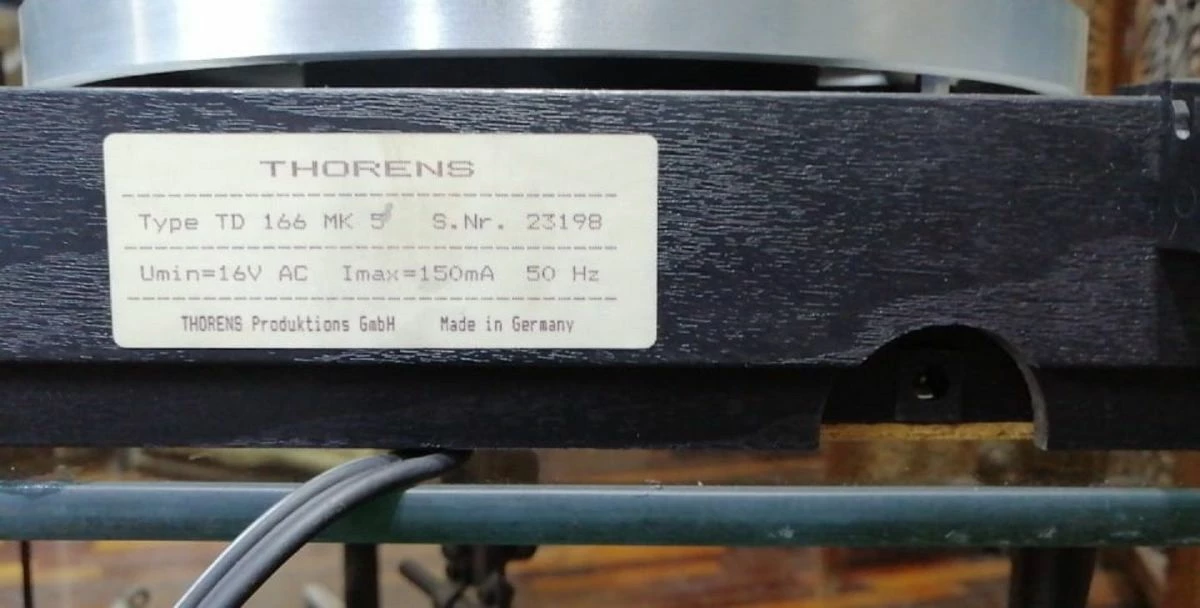 THORENS
Type TD 166 MK 5 S.Nr. 23198
Umin=16V AC Imax=150mA 50 Hz
THORENS Produktions GmbH Made in Germany